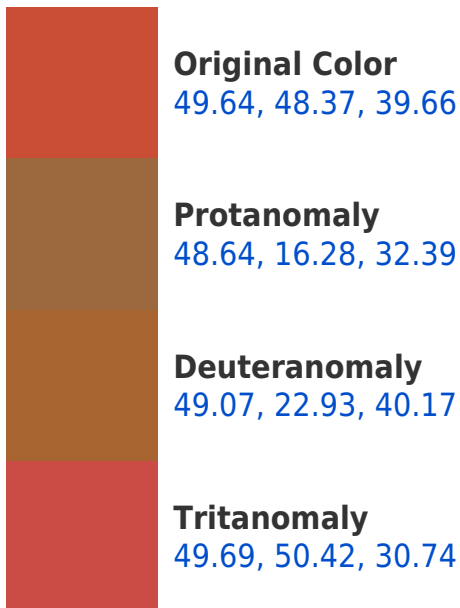 Original Color
49.64, 48.37, 39.66
Protanomaly
48.64, 16.28, 32.39
Deuteranomaly
49.07, 22.93, 40.17
Tritanomaly
49.69, 50.42, 30.74